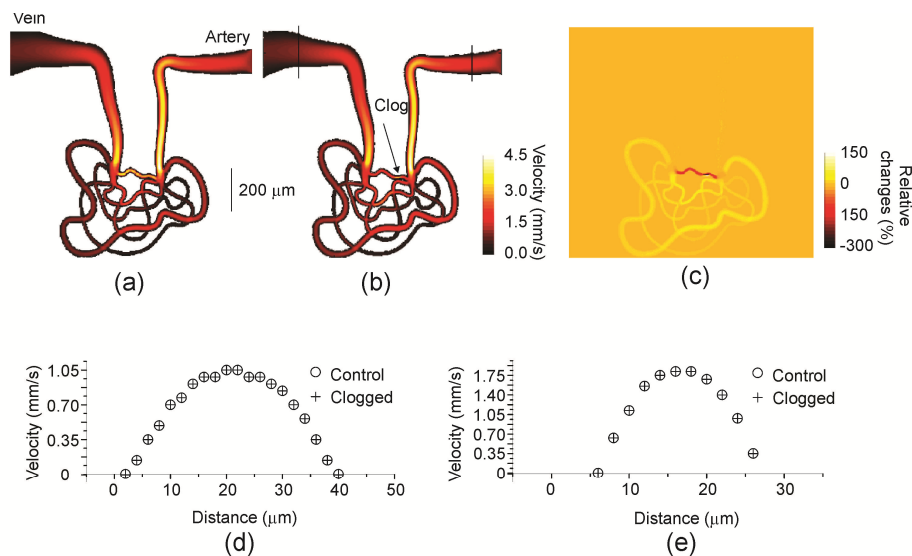 Vein
Artery
Clog
200 μm
4.5
3.0
1.5
0.0
Velocity (mm/s)
150
0
150
-300
Relative
changes (%)
(a)
(b)
(c)
1.05
0.70
0.35
0
Velocity (mm/s)
Control
Clogged
0
10
20
30
40
50
Distance (μm)
(d)
1.75
1.40
1.05
0.70
0.35
0
Velocity (mm/s)
Control
Clogged
0
10
20
30
Distance (μm)
(e)